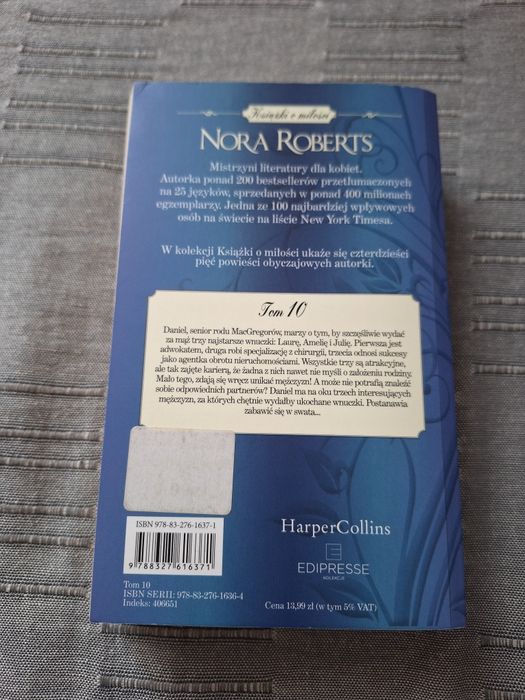 Książki o miłości
NORA ROBERTS
Mistrzyni literatury dla kobiet.
Autorka ponad 200 bestsellerów przetłumaczonych
na 25 języków, sprzedanych w ponad 400 milionach
egzemplarzy. Jedna ze 100 najbardziej wpływowych
osób na świecie na liście New York Timesa.
W kolekcji Książki o miłości ukaże się czterdzieści
pięć powieści obyczajowych autorki.
Tom 10
Daniel, senior rodu MacGregorów, marzy o tym, by szczęśliwie wydać
za mąż trzy najstarsze wnuczki: Laurę, Amelię i Julię. Pierwsza jest
adwokatem, druga robi specjalizację z chirurgii, trzecia odnosi sukcesy
jako agentka obrotu nieruchomościami. Wszystkie trzy są atrakcyjne,
ale tak zajęte karierą, że żadna z nich nawet nie myśli o założeniu rodziny.
Mało tego, zdają się wręcz unikać mężczyzn! A może nie potrafią znaleźć
sobie odpowiednich partnerów? Daniel ma na oku trzech interesujących
mężczyzn, za których chętnie wydałby ukochane wnuczki. Postanawia
zabawić się w swata...
ISBN 978-83-276-1637-1
9 788327 616371
Tom 10
ISBN SERII: 978-83-276-1636-4
Indeks: 406651
HarperCollins
E
EDIPRESSE
KOLEKCJE
Cena 13,99 zł (w tym 5% VAT)